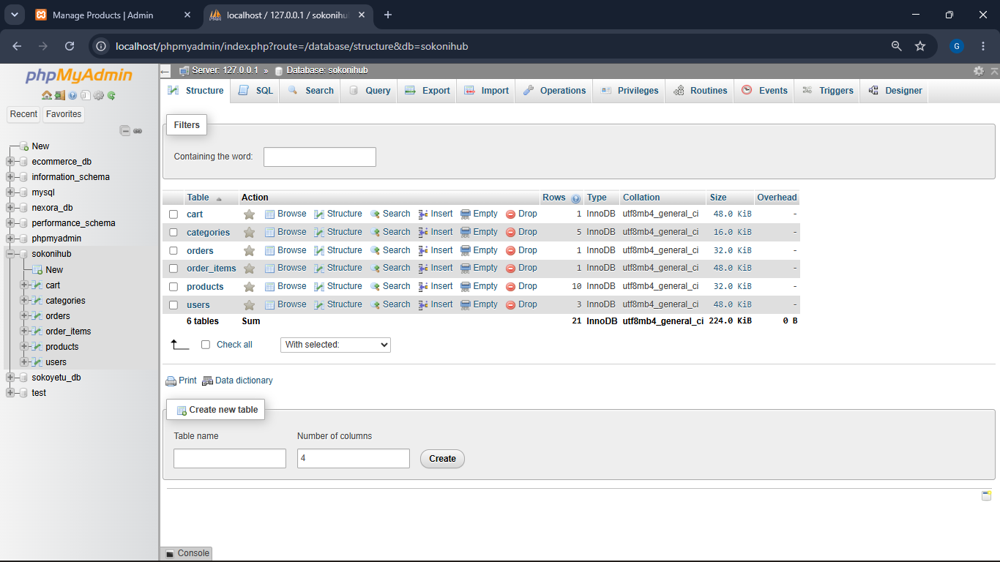 Manage Products | Admin
localhost / 127.0.0.1 / sokonihu
localhost/phpmyadmin/index.php?route=/database/structure&db=sokonihub
G
phpMyAdmin
Recent Favorites
New
ecommerce_db
information_schema
mysql
nexora_db
performance_schema
phpmyadmin
sokonihub
New
cart
categories
orders
order_items
products
users
sokoyetu_db
test
Server: 127.0.0.1 » Database: sokonihub
Structure SQL Search Query Export Import Operations Privileges Routines Events Triggers Designer
Filters
Containing the word:
Table Action Rows Type Collation Size Overhead
cart Browse Structure Search Insert Empty Drop 1 InnoDB utf8mb4_general_ci 48.0 KiB -
categories Browse Structure Search Insert Empty Drop 5 InnoDB utf8mb4_general_ci 16.0 KiB -
orders Browse Structure Search Insert Empty Drop 1 InnoDB utf8mb4_general_ci 32.0 KiB -
order_items Browse Structure Search Insert Empty Drop 1 InnoDB utf8mb4_general_ci 48.0 KiB -
products Browse Structure Search Insert Empty Drop 10 InnoDB utf8mb4_general_ci 32.0 KiB -
users Browse Structure Search Insert Empty Drop 3 InnoDB utf8mb4_general_ci 48.0 KiB -
6 tables Sum 21 InnoDB utf8mb4_general_ci 224.0 KiB 0 B
Check all With selected:
Print Data dictionary
Create new table
Table name Number of columns
4 Create
Console